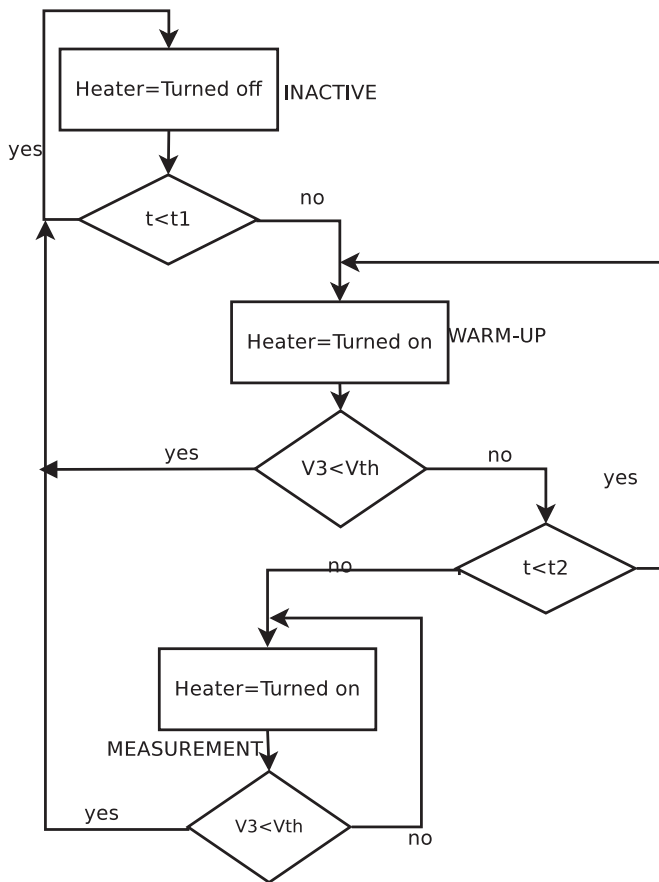 Heater=Turned off
INACTIVE
yes
t<t1
no
Heater=Turned on
WARM-UP
yes
V3<Vth
no
yes
t<t2
no
Heater=Turned on
MEASUREMENT
yes
V3<Vth
no